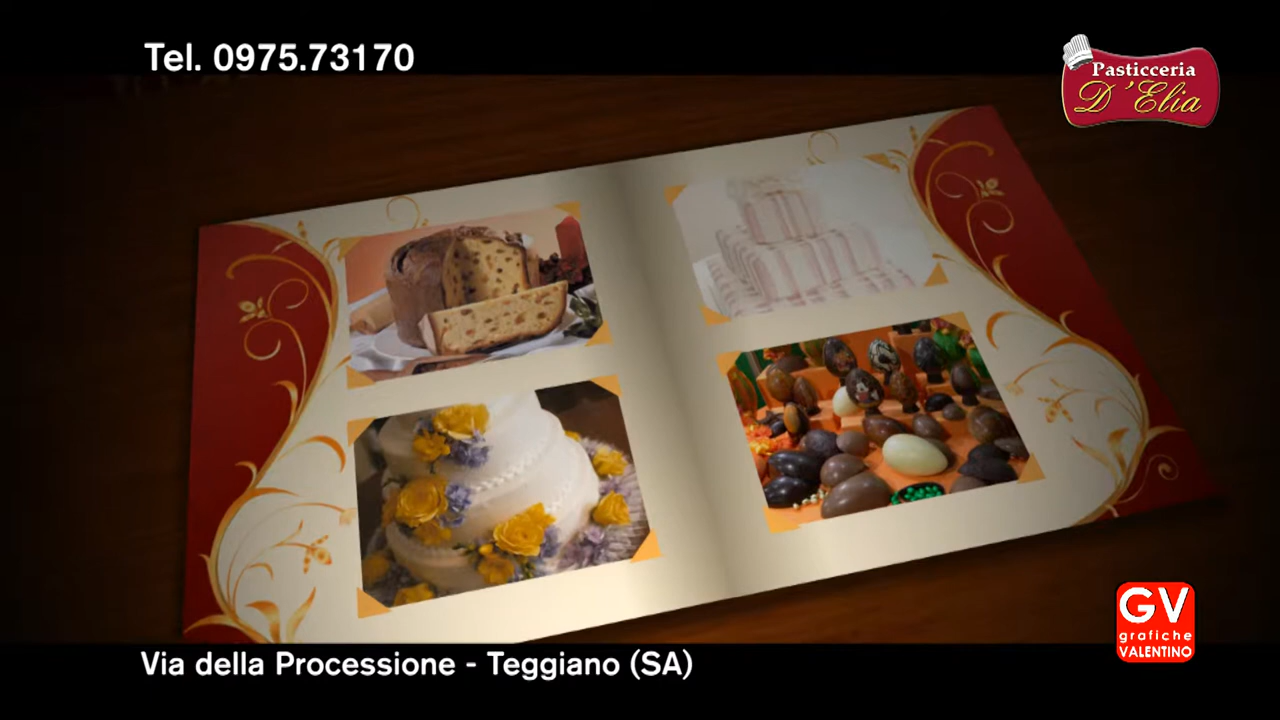 Tel. 0975.73170
Pasticceria
D'Elia
GV
grafiche
VALENTINO
Via della Processione - Teggiano (SA)